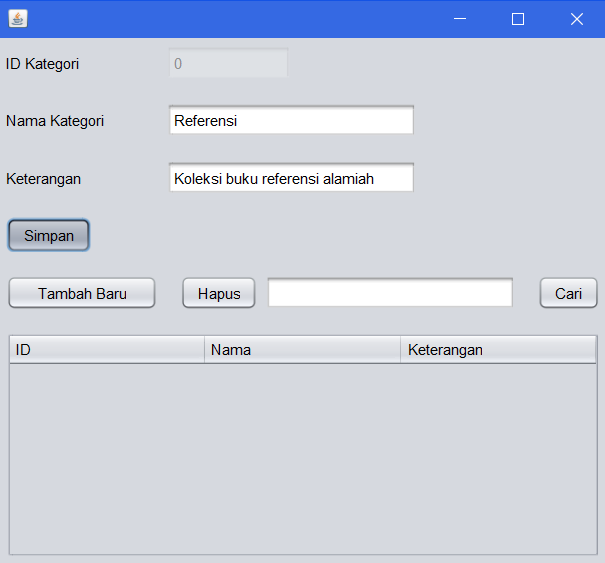 ID Kategori 0
Nama Kategori Referensi
Keterangan Koleksi buku referensi alamiah
Simpan
Tambah Baru Hapus Cari
ID Nama Keterangan